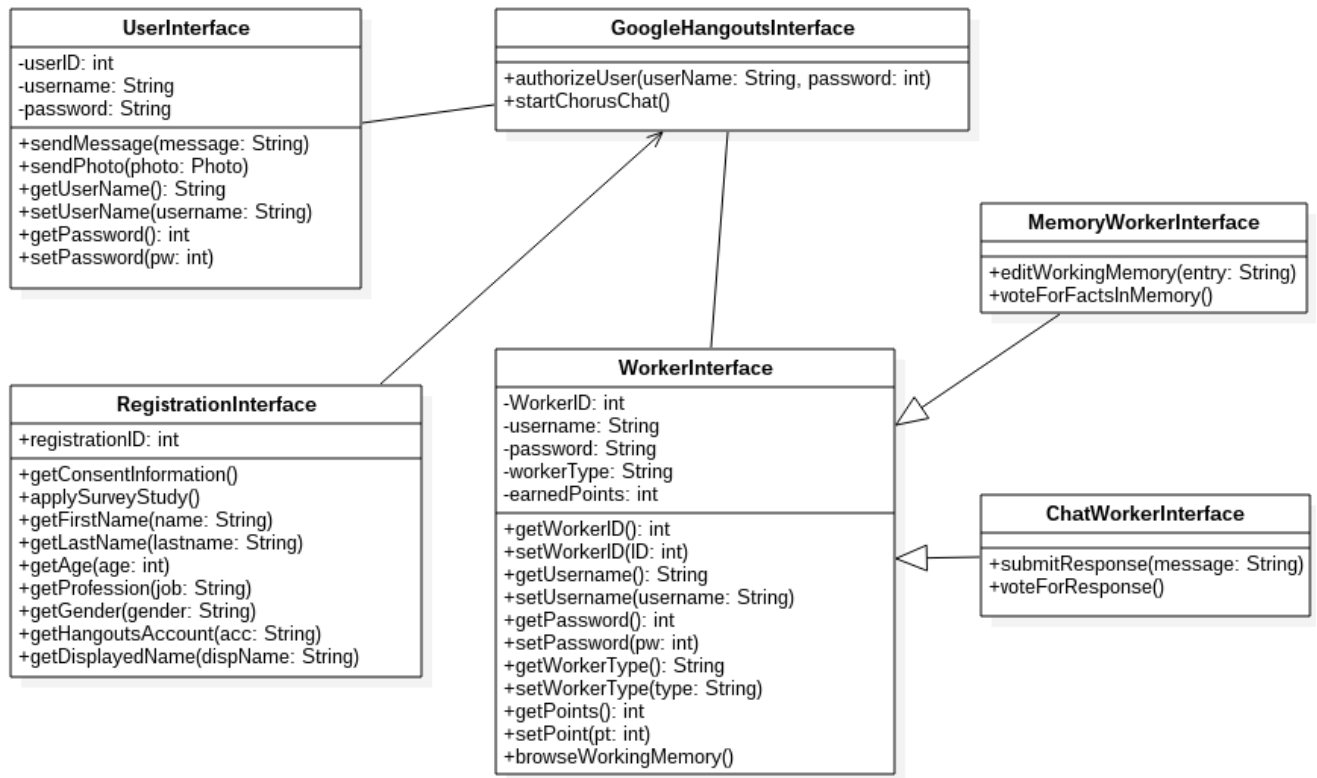 UserInterface
-userID: int
-username: String
-password: String
+sendMessage(message: String)
+sendPhoto(photo: Photo)
+getUserName(): String
+setUserName(username: String)
+getPassword(): int
+setPassword(pw: int)
GoogleHangoutsInterface
+authorizeUser(userName: String, password: int)
+startChorusChat()
MemoryWorkerInterface
+editWorkingMemory(entry: String)
+voteForFactsInMemory()
RegistrationInterface
+registrationID: int
+getConsentInformation()
+applySurveyStudy()
+getFirstName(name: String)
+getLastName(lastname: String)
+getAge(age: int)
+getProfession(job: String)
+getGender(gender: String)
+getHangoutsAccount(acc: String)
+getDisplayedName(dispName: String)
WorkerInterface
-WorkerID: int
-username: String
-password: String
-workerType: String
-earnedPoints: int
+getWorkerID(): int
+setWorkerID(ID: int)
+getUsername(): String
+setUsername(username: String)
+getPassword(): int
+setPassword(pw: int)
+getWorkerType(): String
+setWorkerType(type: String)
+getPoints(): int
+setPoint(pt: int)
+browseWorkingMemory()
ChatWorkerInterface
+submitResponse(message: String)
+voteForResponse()